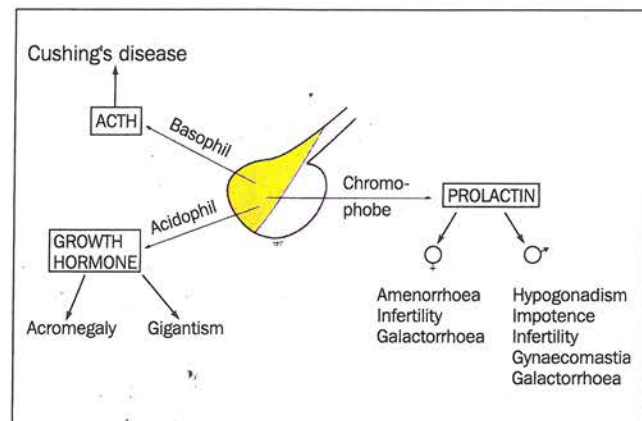 Cushing's disease
ACTH
Basophil
Chromo-
phobe
PROLACTIN
Acidophil
GROWTH
HORMONE
Acromegaly
Gigantism
♀
♂
Amenorrhoea
Infertility
Galactorrhoea
Hypogonadism
Impotence
Infertility
Gynaecomastia
Galactorrhoea